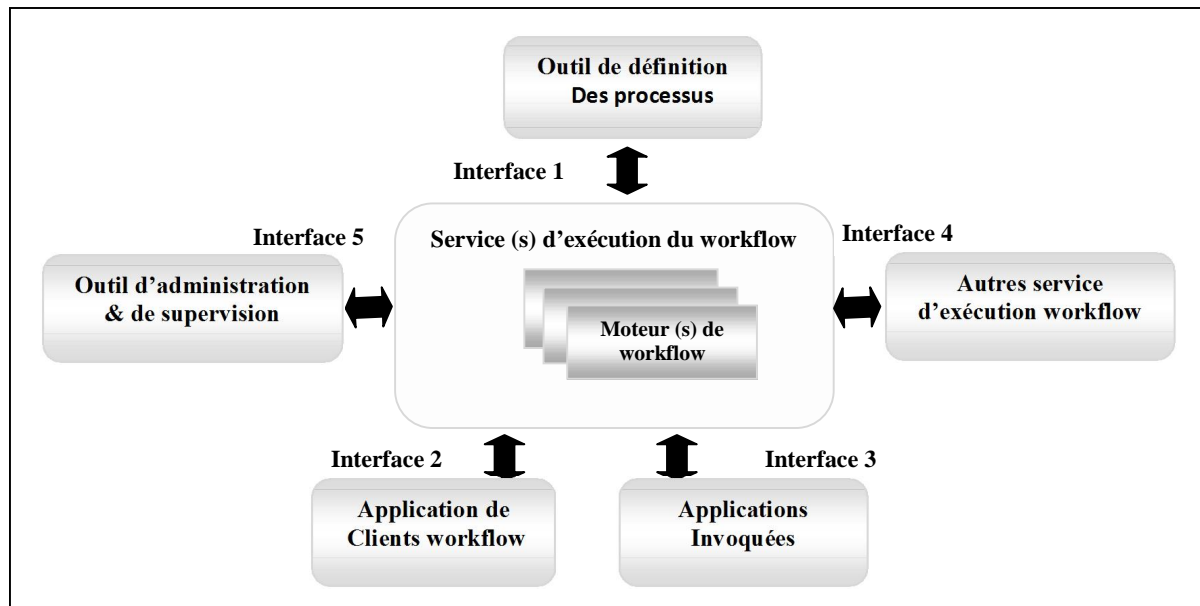 Outil de définition
Des processus
Interface 1
Interface 5
Service (s) d'exécution du workflow
Interface 4
Outil d’administration
& de supervision
Autres service
d’exécution workflow
Moteur (s) de
workflow
Interface 2
Interface 3
Application de
Clients workflow
Applications
Invoquées